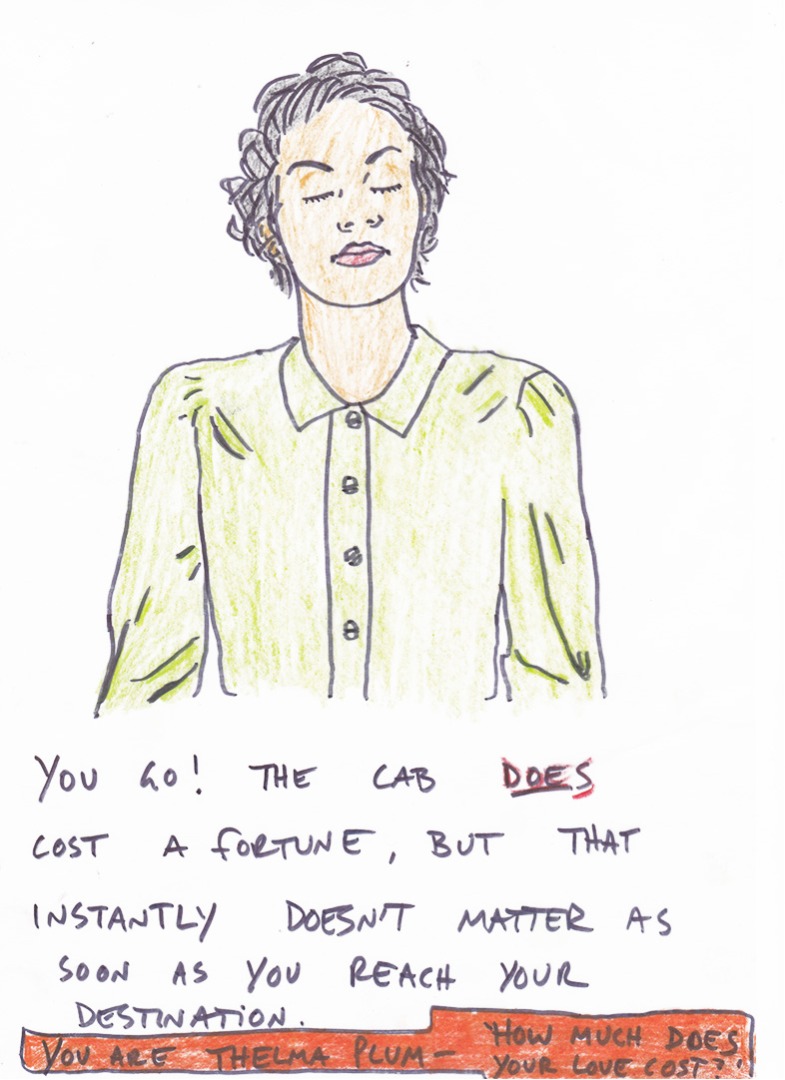 YOU GO! THE CAB DOES
COST A FORTUNE, BUT THAT
INSTANTLY DOESN'T MATTER AS
SOON AS YOU REACH YOUR
DESTINATION.
YOU ARE THELMA PLUM - 'HOW MUCH DOES
YOUR LOVE COST?'